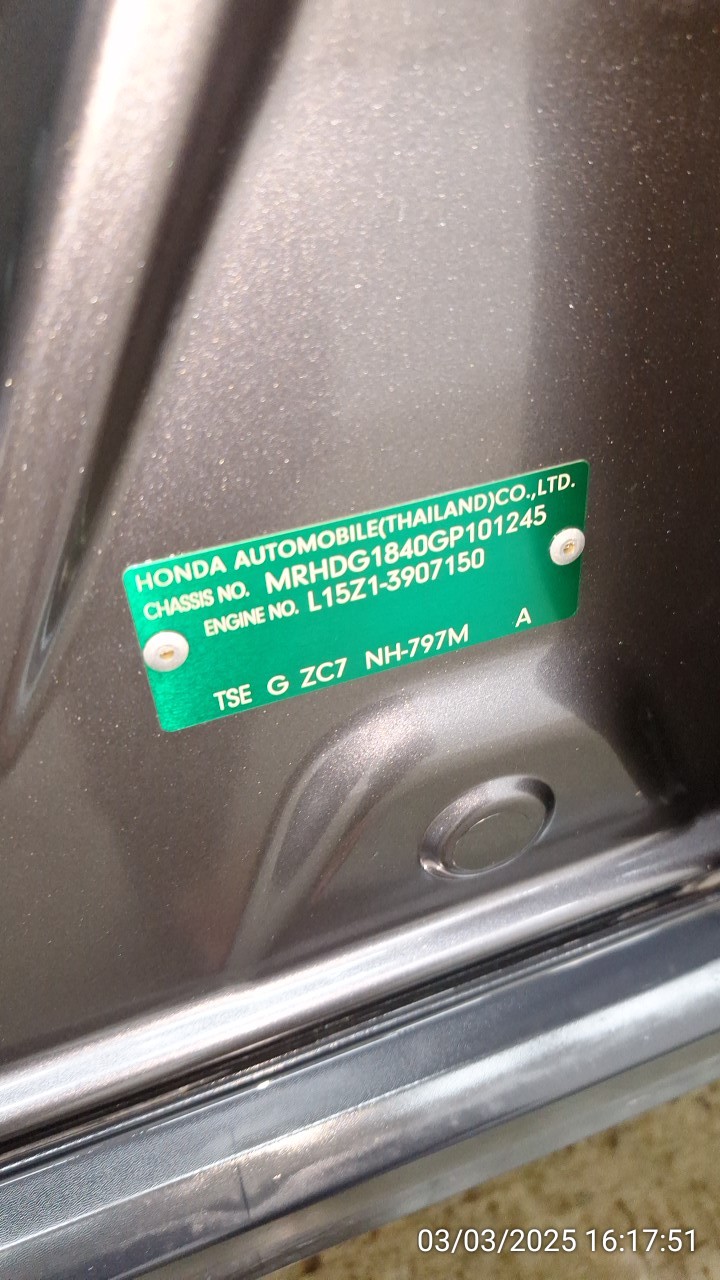 HONDA AUTOMOBILE(THAILAND)CO.,LTD.
CHASSIS NO. MRHDG1840GP101245
ENGINE NO. L15Z1-3907150
TSE G ZC7 NH-797M A
03/03/2025 16:17:51